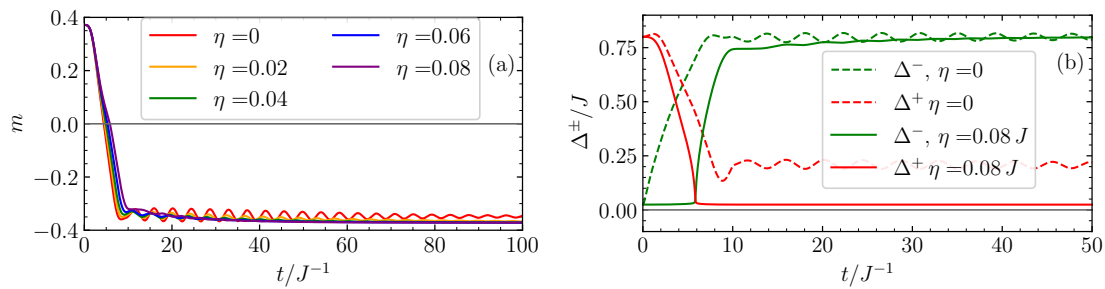 0.4
0.2
0.0
−0.2
−0.4
m
0
20
40
60
80
100
t/J⁻¹
η =0
η =0.02
η =0.04
η =0.06
η =0.08
(a)
0.75
0.50
0.25
0.00
Δ±/J
0
10
20
30
40
50
t/J⁻¹
(b)
Δ⁻, η =0
Δ⁺ η =0
Δ⁻, η =0.08 J
Δ⁺ η =0.08 J